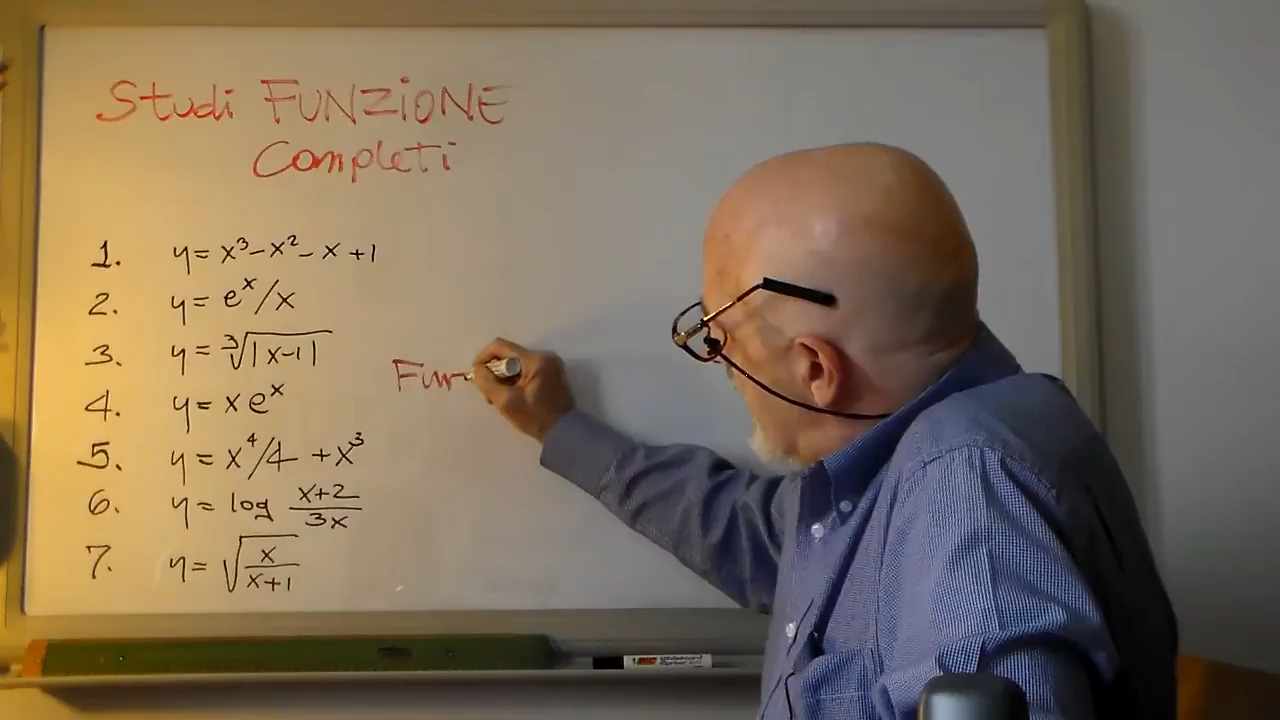 Studi FUNZiONE
Completi
1. y = x³ - x² - x + 1
2. y = eˣ/x
3. y = ∛|x-1|
4. y = x eˣ
5. y = x⁴/4 + x³
6. y = log (x+2)/(3x)
7. y = √(x/(x+1))
Fun
BIC